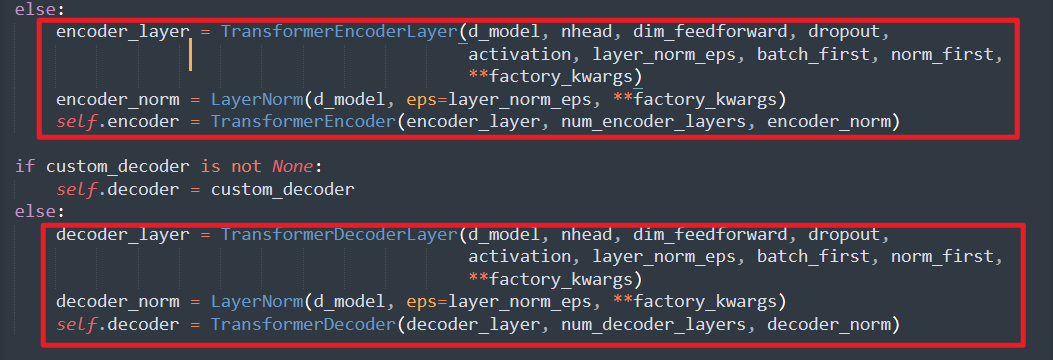 else:
    encoder_layer = TransformerEncoderLayer(d_model, nhead, dim_feedforward, dropout,
                                            activation, layer_norm_eps, batch_first, norm_first,
                                            **factory_kwargs)
    encoder_norm = LayerNorm(d_model, eps=layer_norm_eps, **factory_kwargs)
    self.encoder = TransformerEncoder(encoder_layer, num_encoder_layers, encoder_norm)
if custom_decoder is not None:
    self.decoder = custom_decoder
else:
    decoder_layer = TransformerDecoderLayer(d_model, nhead, dim_feedforward, dropout,
                                            activation, layer_norm_eps, batch_first, norm_first,
                                            **factory_kwargs)
    decoder_norm = LayerNorm(d_model, eps=layer_norm_eps, **factory_kwargs)
    self.decoder = TransformerDecoder(decoder_layer, num_decoder_layers, decoder_norm)